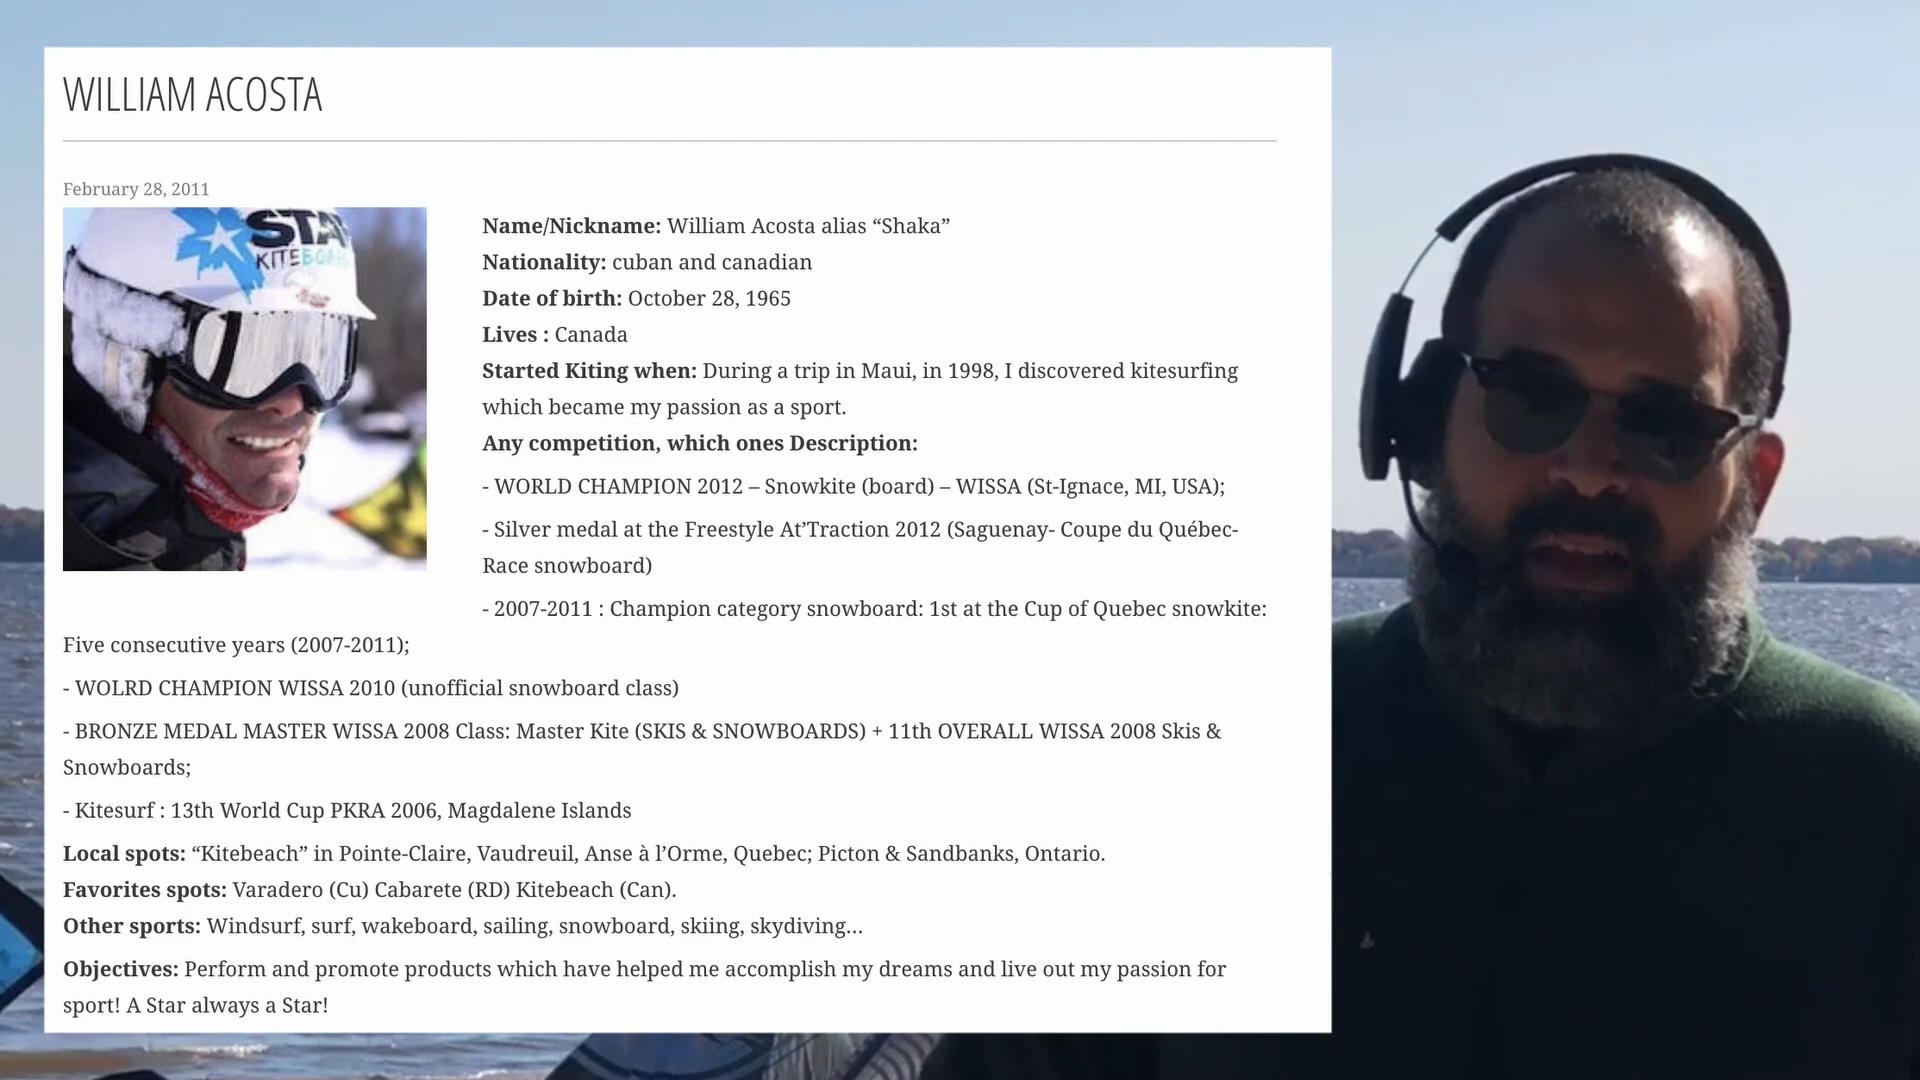 WILLIAM ACOSTA
February 28, 2011
STA
KITEBOA
Name/Nickname: William Acosta alias “Shaka”
Nationality: cuban and canadian
Date of birth: October 28, 1965
Lives : Canada
Started Kiting when: During a trip in Maui, in 1998, I discovered kitesurfing
which became my passion as a sport.
Any competition, which ones Description:
- WORLD CHAMPION 2012 – Snowkite (board) – WISSA (St-Ignace, MI, USA);
- Silver medal at the Freestyle At’Traction 2012 (Saguenay- Coupe du Québec-
Race snowboard)
- 2007-2011 : Champion category snowboard: 1st at the Cup of Quebec snowkite:
Five consecutive years (2007-2011);
- WOLRD CHAMPION WISSA 2010 (unofficial snowboard class)
- BRONZE MEDAL MASTER WISSA 2008 Class: Master Kite (SKIS & SNOWBOARDS) + 11th OVERALL WISSA 2008 Skis &
Snowboards;
- Kitesurf : 13th World Cup PKRA 2006, Magdalene Islands
Local spots: “Kitebeach” in Pointe-Claire, Vaudreuil, Anse à l’Orme, Quebec; Picton & Sandbanks, Ontario.
Favorites spots: Varadero (Cu) Cabarete (RD) Kitebeach (Can).
Other sports: Windsurf, surf, wakeboard, sailing, snowboard, skiing, skydiving…
Objectives: Perform and promote products which have helped me accomplish my dreams and live out my passion for
sport! A Star always a Star!